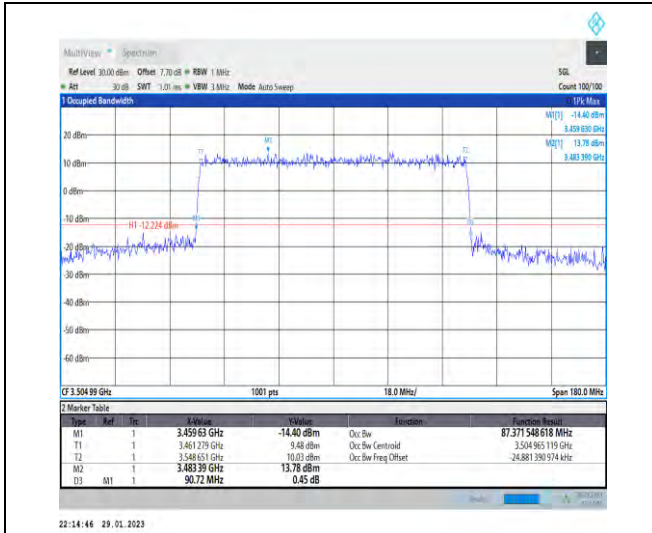 MultiView Spectrum
Ref Level 30.00 dBm Offset 7.70 dB RBW 1 MHz SGL
Att 30 dB SWT 1.01 ms VBW 3 MHz Mode Auto Sweep Count 100/100
1 Occupied Bandwidth 1Pk Max
M1[1] -14.40 dBm
3.459 630 GHz
M2[1] 13.78 dBm
3.483 390 GHz
20 dBm
M2
T1
T2
10 dBm
0 dBm
-10 dBm
M1
H1 -12.224 dBm
-20 dBm
-30 dBm
-40 dBm
-50 dBm
-60 dBm
CF 3.504 99 GHz 1001 pts 18.0 MHz/ Span 180.0 MHz
2 Marker Table
Type Ref Trc X-Value Y-Value Function Function Result
M1 1 3.459 63 GHz -14.40 dBm Occ Bw 87.371 548 618 MHz
T1 1 3.461 279 GHz 9.48 dBm Occ Bw Centroid 3.504 965 119 GHz
T2 1 3.548 651 GHz 10.03 dBm Occ Bw Freq Offset -24.881 390 974 kHz
M2 1 3.483 39 GHz 13.78 dBm
D3 M1 1 90.72 MHz 0.45 dB
22:14:46 29.01.2023